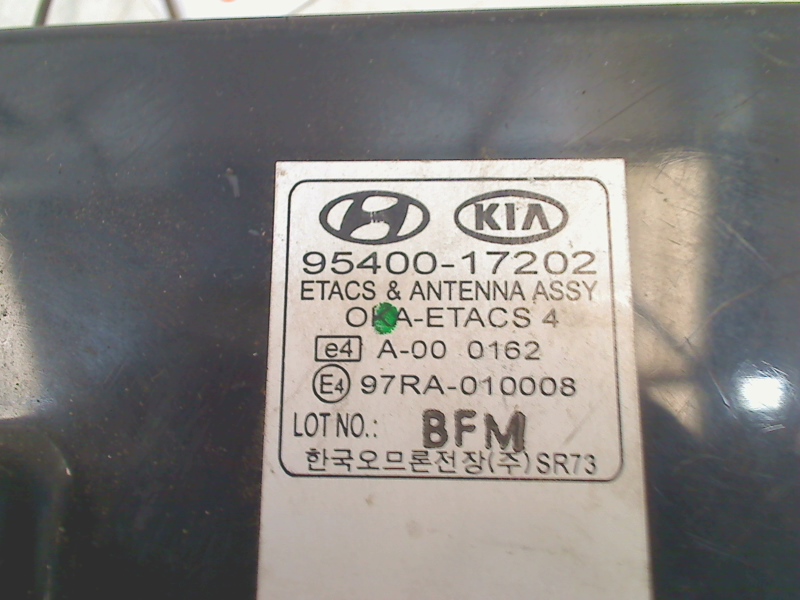 KIA
95400-17202
ETACS & ANTENNA ASSY
OKA-ETACS 4
e4 A-00 0162
E4 97RA-010008
LOT NO.: BFM
한국오므론전장(주) SR73